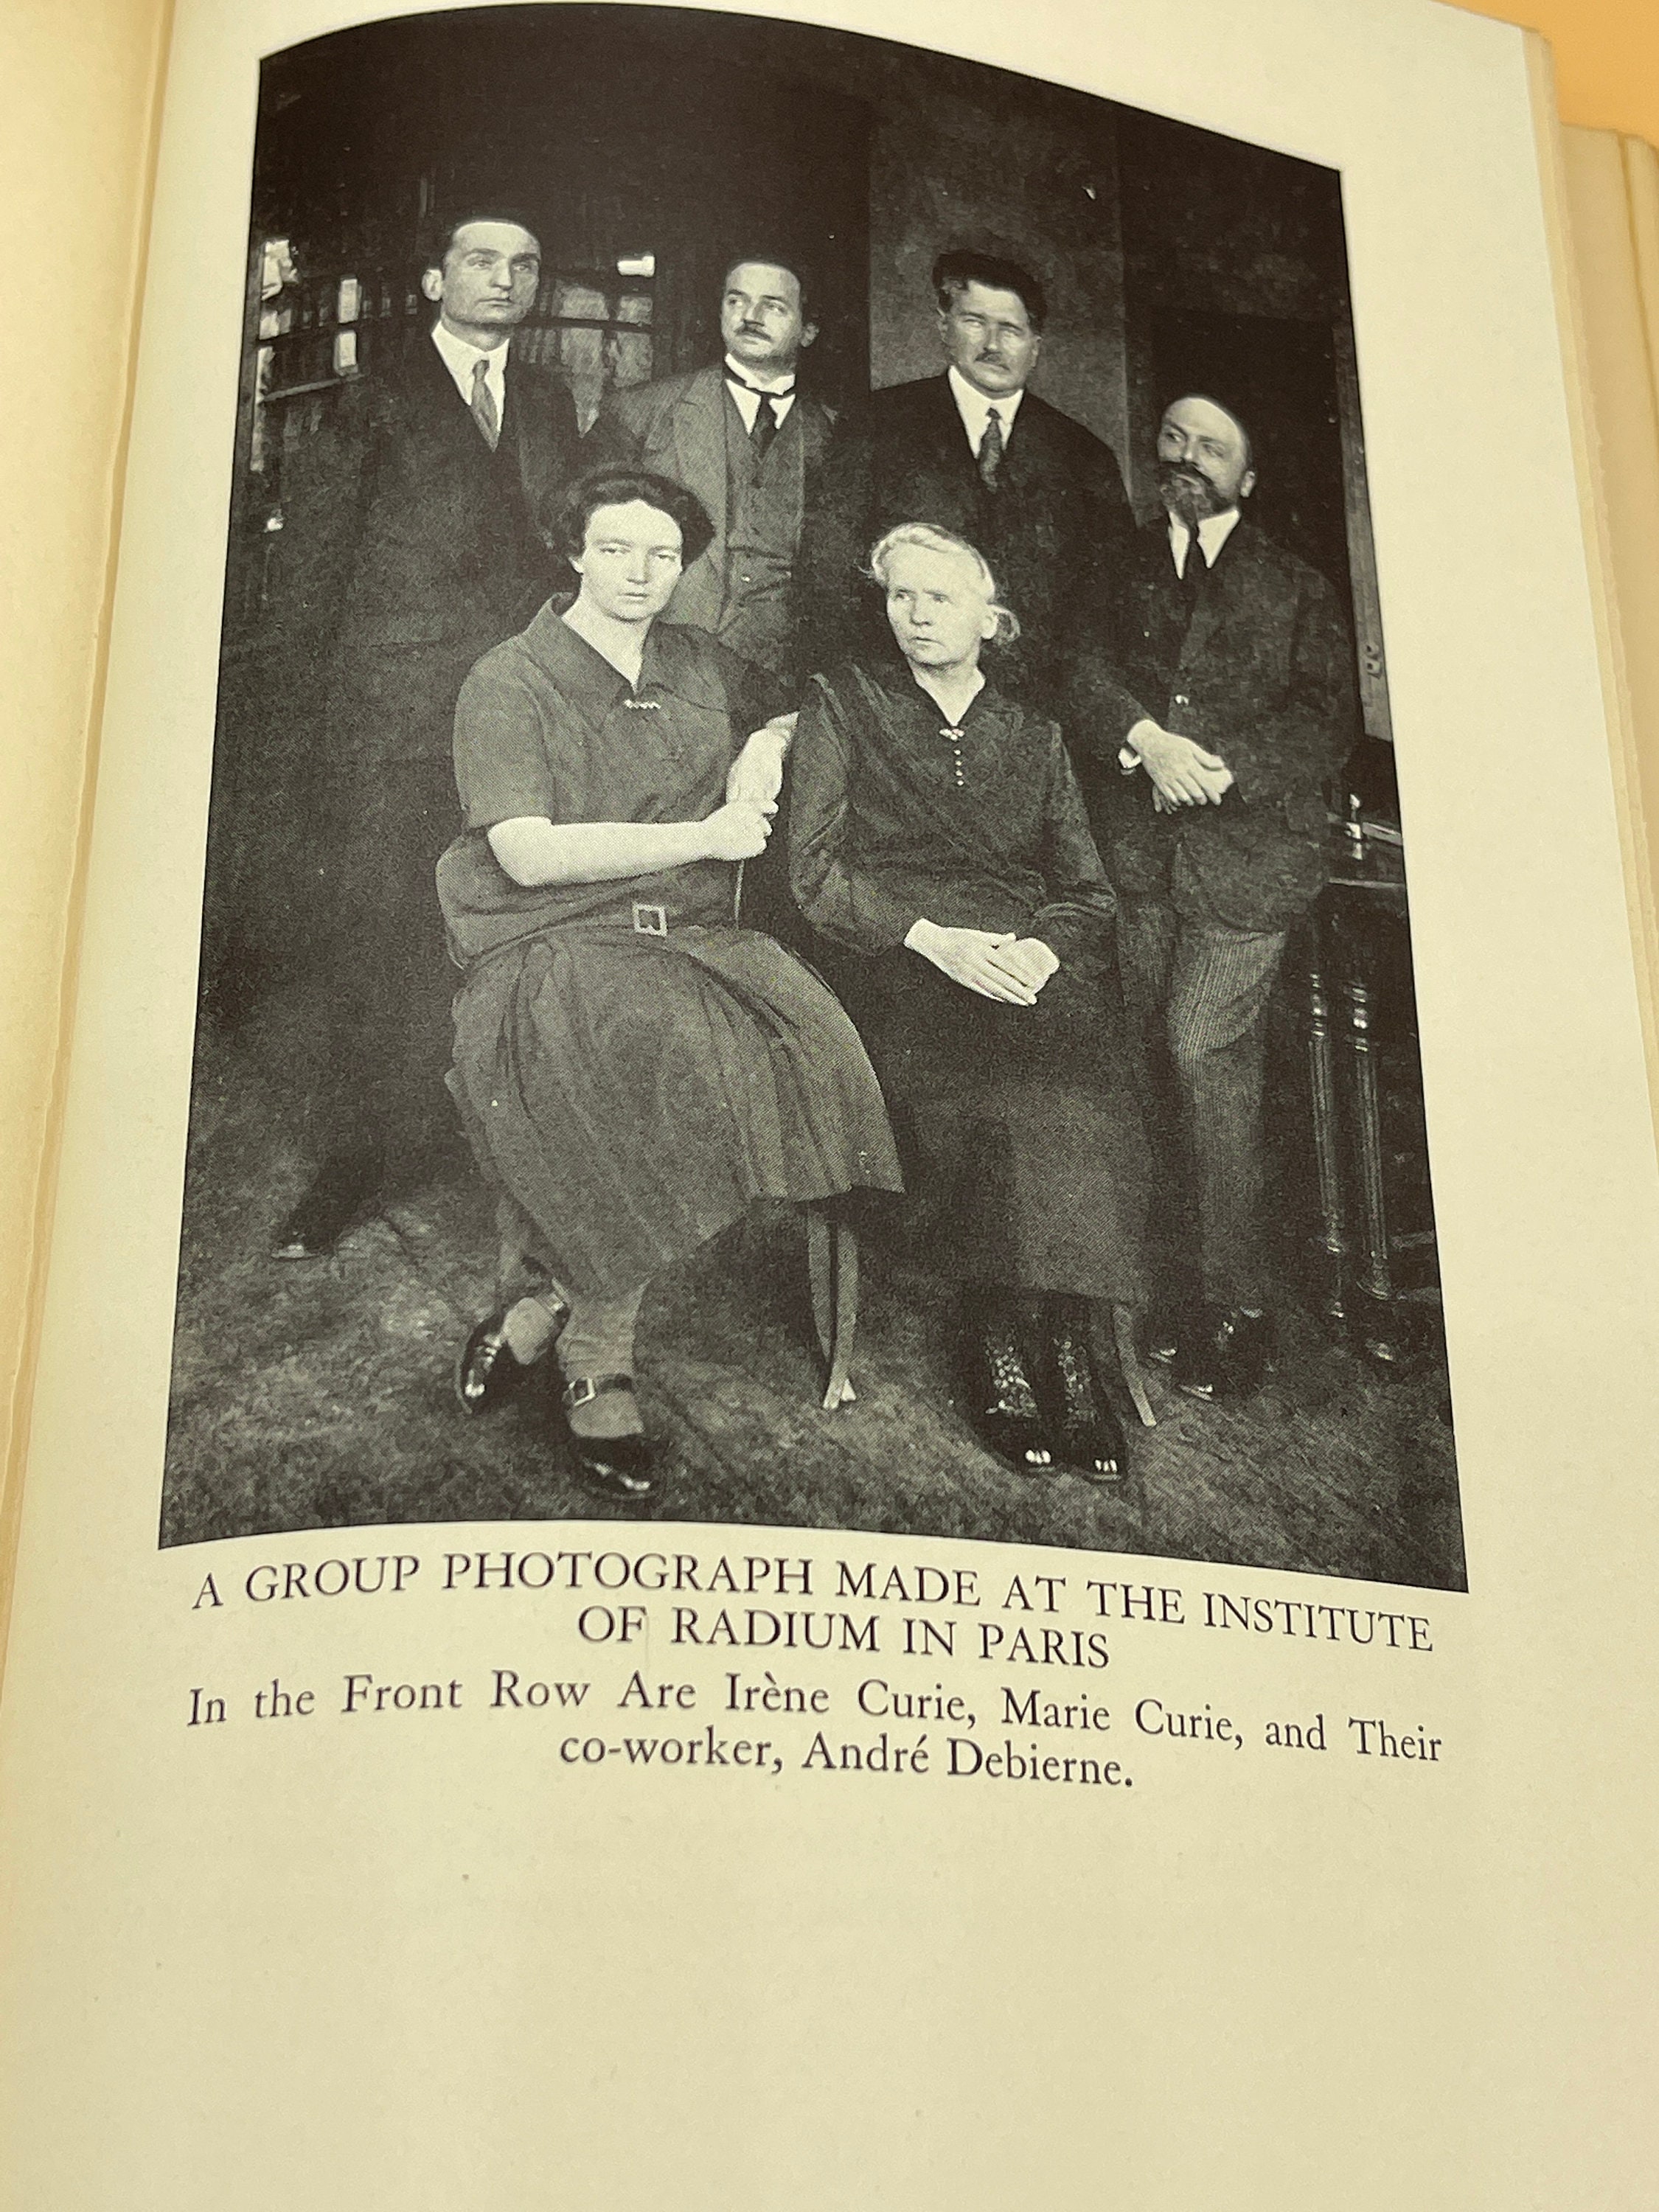 A GROUP PHOTOGRAPH MADE AT THE INSTITUTE
OF RADIUM IN PARIS
In the Front Row Are Irène Curie, Marie Curie, and Their
co-worker, André Debierne.